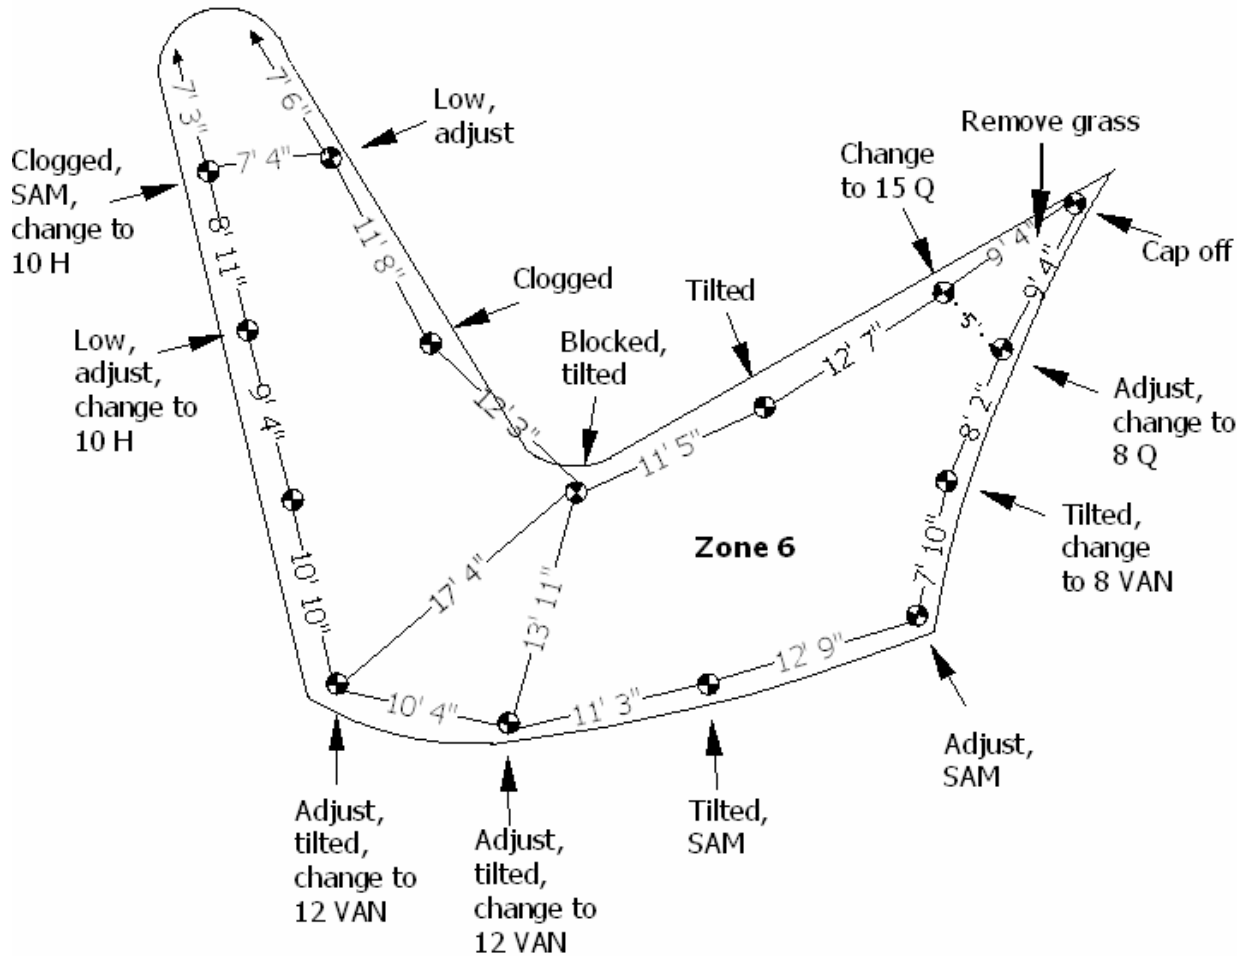 7' 3"
7' 6"
Low,
adjust
7' 4"
Clogged,
SAM,
change to
10 H
8' 11"
11' 8"
Clogged
Low,
adjust,
change to
10 H
9' 4"
12' 3"
Blocked,
tilted
Tilted
Change
to 15 Q
Remove grass
9' 4"
9' 4"
Cap off
5'
12' 7"
11' 5"
Adjust,
change to
8 Q
8' 2"
Tilted,
change
to 8 VAN
7' 10"
Zone 6
17' 4"
13' 11"
10' 10"
10' 4"
11' 3"
12' 9"
Adjust,
SAM
Tilted,
SAM
Adjust,
tilted,
change to
12 VAN
Adjust,
tilted,
change to
12 VAN